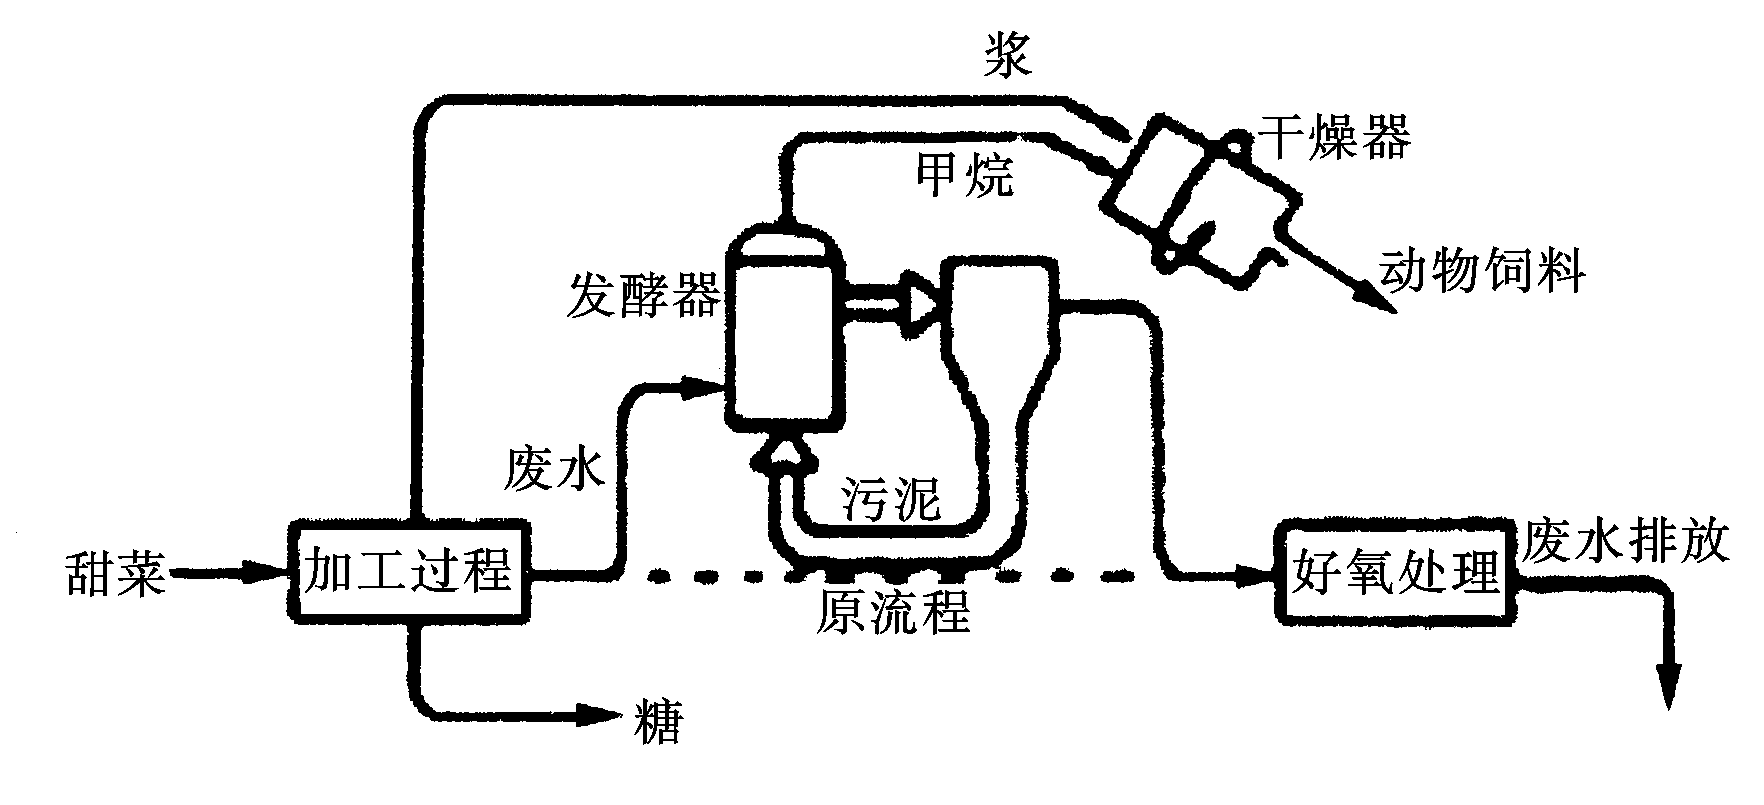 浆
干燥器
甲烷
动物饲料
发酵器
废水
污泥
甜菜
加工过程
原流程
好氧处理
废水排放
糖